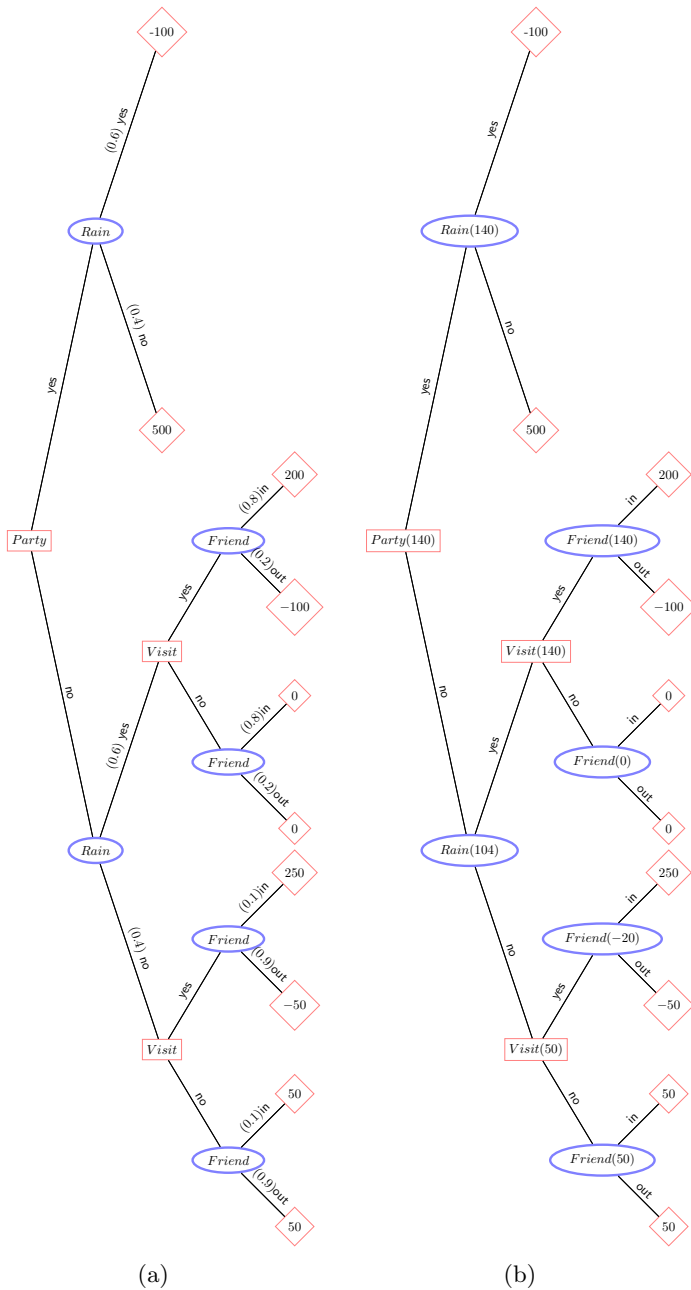 -100
(0.6) yes
Rain
(0.4) no
yes
500
200
(0.8)in
Party
Friend
(0.2)out
yes
−100
Visit
no
no
0
(0.8)in
(0.6) yes
Friend
(0.2)out
0
Rain
250
(0.1)in
(0.4) no
Friend
(0.9)out
yes
−50
Visit
no
50
(0.1)in
Friend
(0.9)out
50
(a)
-100
yes
Rain(140)
no
yes
500
200
in
Party(140)
Friend(140)
out
yes
−100
Visit(140)
no
no
0
in
yes
Friend(0)
out
0
Rain(104)
250
in
no
Friend(−20)
out
yes
−50
Visit(50)
no
50
in
Friend(50)
out
50
(b)